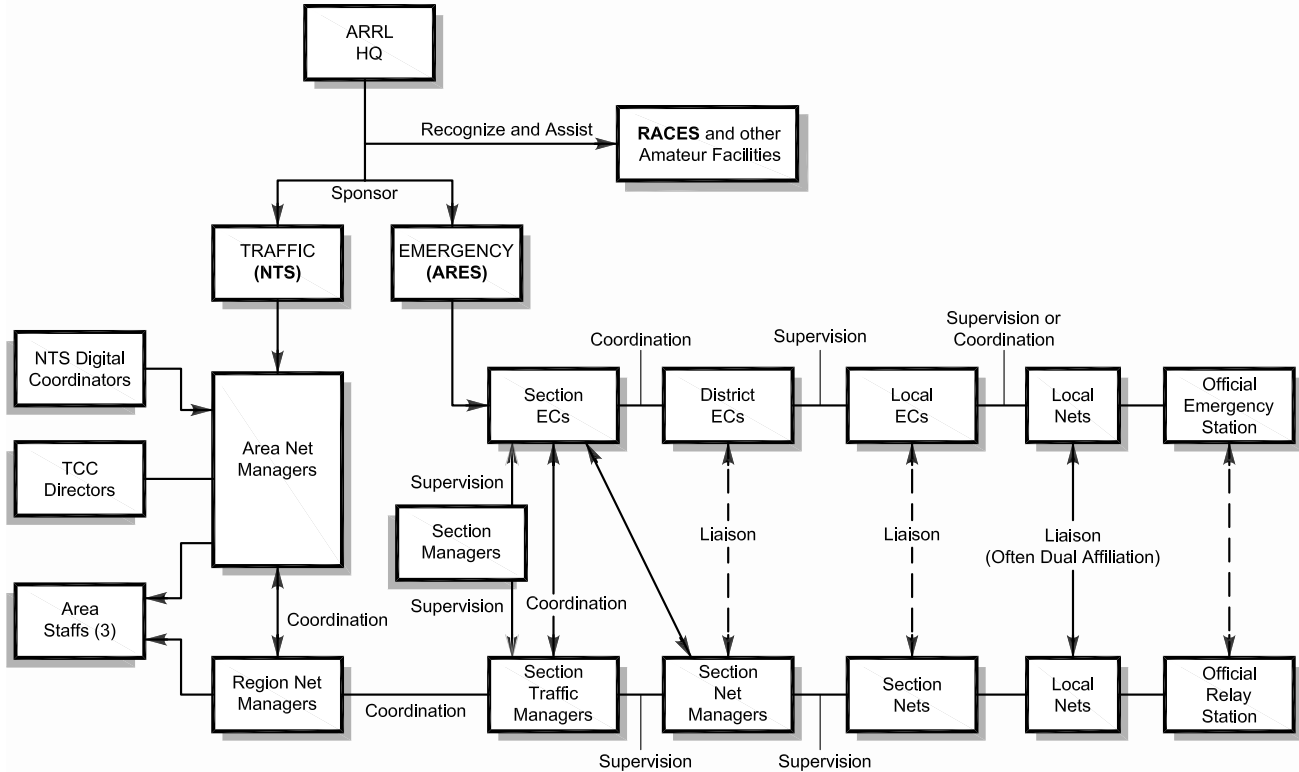 ARRL
HQ
Recognize and Assist
RACES and other
Amateur Facilities
Sponsor
TRAFFIC
(NTS)
EMERGENCY
(ARES)
NTS Digital
Coordinators
Area Net
Managers
TCC
Directors
Area
Staffs (3)
Coordination
Region Net
Managers
Coordination
Supervision
Supervision or
Coordination
Section
ECs
District
ECs
Local
ECs
Local
Nets
Official
Emergency
Station
Supervision
Section
Managers
Supervision
Coordination
Liaison
Liaison
Liaison
(Often Dual Affiliation)
Coordination
Section
Traffic
Managers
Section
Net
Managers
Section
Nets
Local
Nets
Official
Relay
Station
Supervision
Supervision